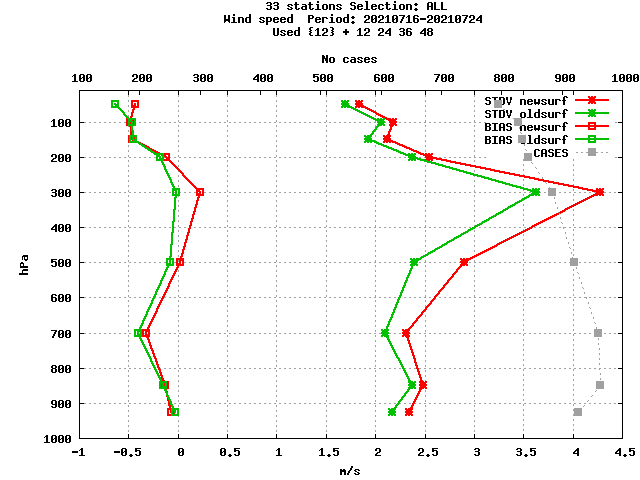 33 stations Selection: ALL
Wind speed  Period: 20210716-20210724
Used {12} + 12 24 36 48
No cases
100 200 300 400 500 600 700 800 900 1000
STDV newsurf
STDV oldsurf
BIAS newsurf
BIAS oldsurf
CASES
100
200
300
400
500
600
700
800
900
1000
hPa
-1 -0.5 0 0.5 1 1.5 2 2.5 3 3.5 4 4.5
m/s